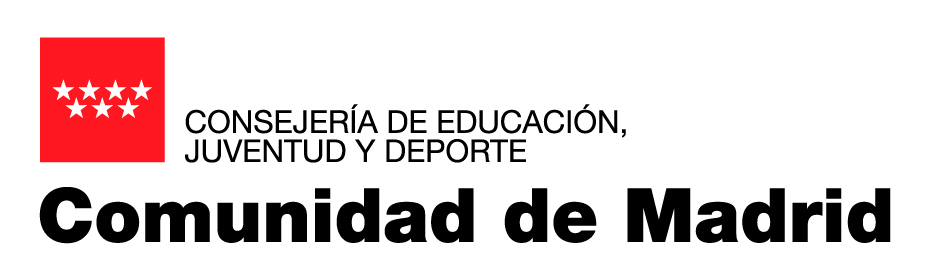 CONSEJERÍA DE EDUCACIÓN,
JUVENTUD Y DEPORTE
Comunidad de Madrid